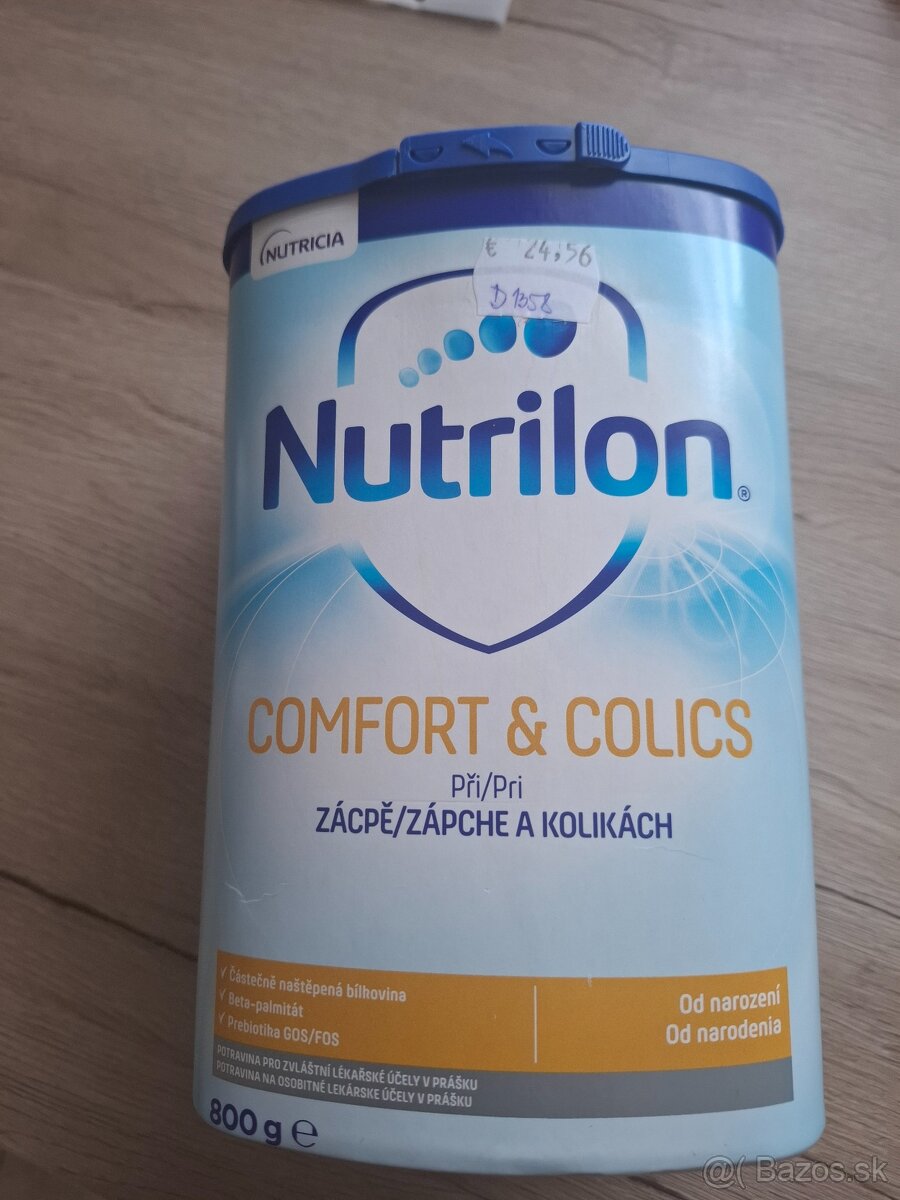 NUTRICIA
€ 24,56
D1358
Nutrilon®
COMFORT & COLICS
Při/Pri
ZÁCPĚ/ZÁPCHE A KOLIKÁCH
✓ Částečně naštěpená bílkovina
✓ Beta-palmitát
✓ Prebiotika GOS/FOS
Od narození
Od narodenia
POTRAVINA PRO ZVLÁŠTNÍ LÉKAŘSKÉ ÚČELY V PRÁŠKU
POTRAVINA NA OSOBITNÉ LEKÁRSKE ÚČELY V PRÁŠKU
800 g ℮
@( Bazos.sk